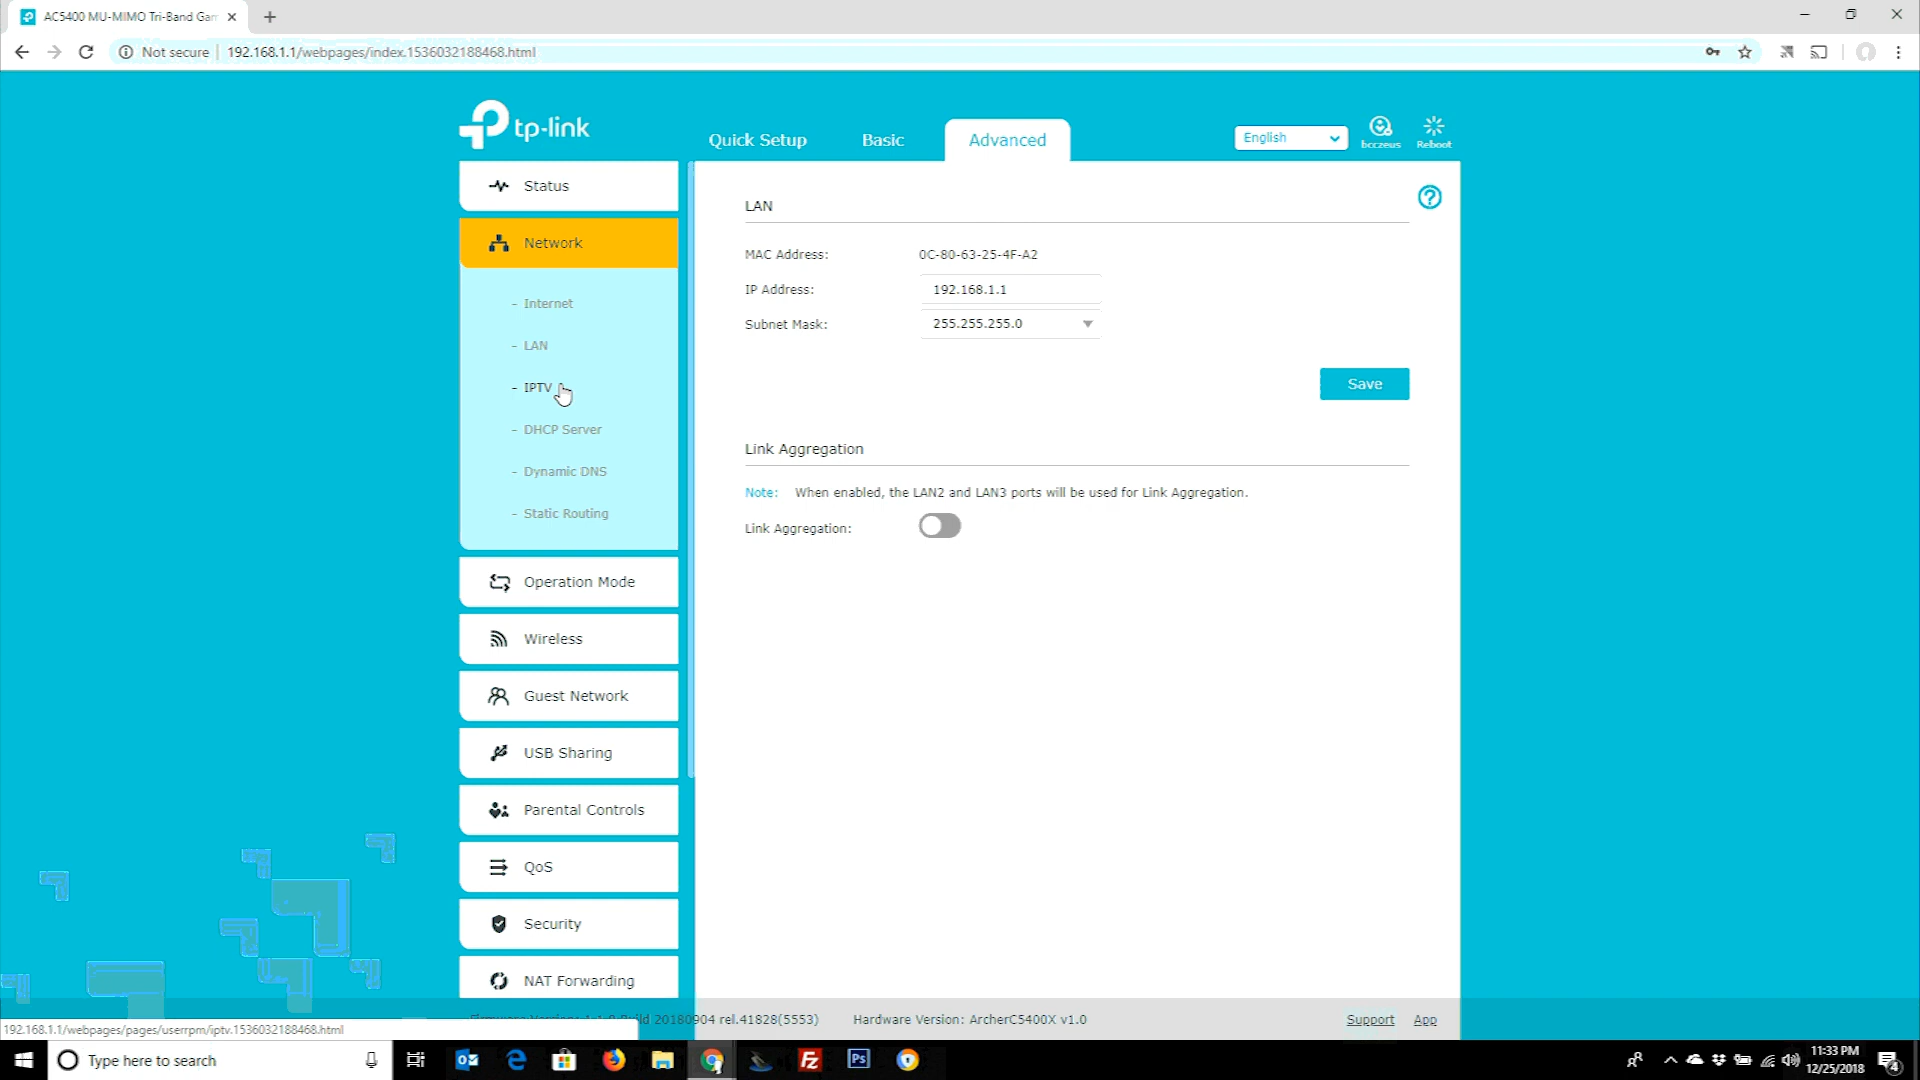 AC5400 MU-MIMO Tri-Band Gam
Not secure
192.168.1.1/webpages/index.1536032188468.html
tp-link
Quick Setup
Basic
Advanced
English
bcczeus
Reboot
Status
Network
- Internet
- LAN
- IPTV
- DHCP Server
- Dynamic DNS
- Static Routing
Operation Mode
Wireless
Guest Network
USB Sharing
Parental Controls
QoS
Security
NAT Forwarding
LAN
MAC Address: 0C-80-63-25-4F-A2
IP Address: 192.168.1.1
Subnet Mask: 255.255.255.0
Save
Link Aggregation
Note: When enabled, the LAN2 and LAN3 ports will be used for Link Aggregation.
Link Aggregation:
20180904 rel.41828(5553)
Hardware Version: ArcherC5400X v1.0
Support
App
192.168.1.1/webpages/pages/userrpm/iptv.1536032188468.html
Type here to search
Fz
Ps
11:33 PM
12/25/2018
4